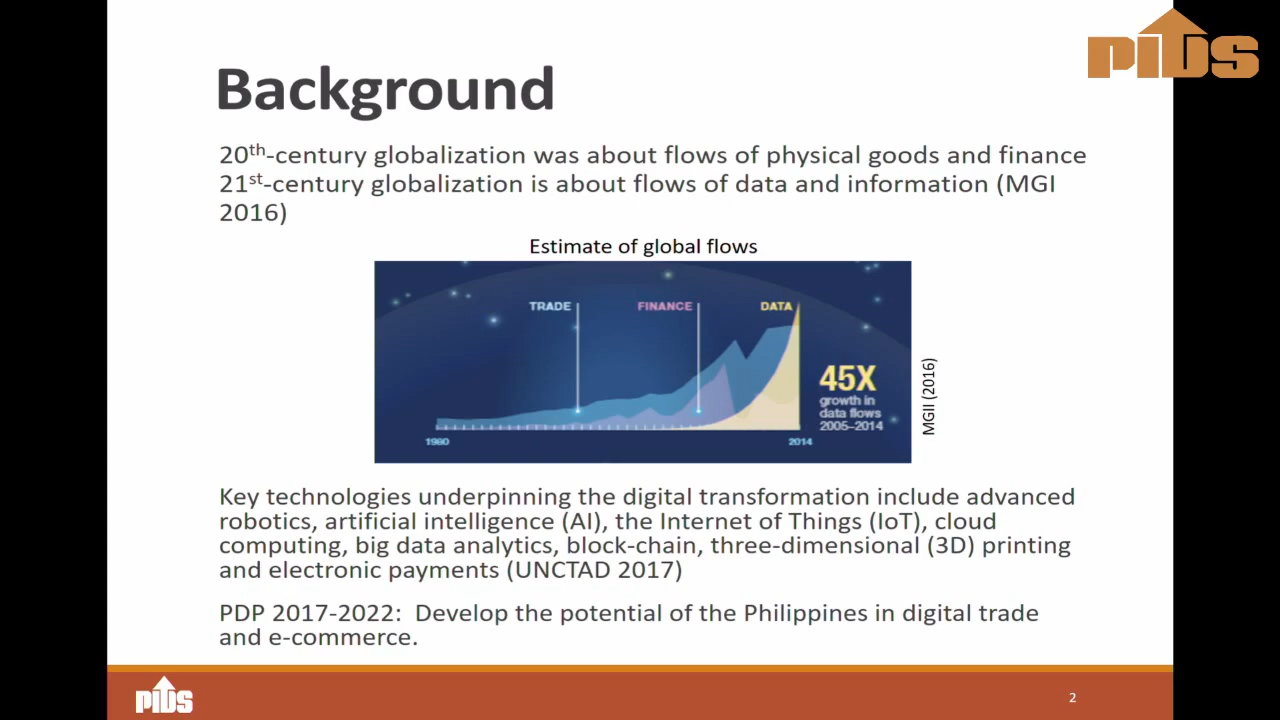 PIDS
Background
20th-century globalization was about flows of physical goods and finance
21st-century globalization is about flows of data and information (MGI
2016)
Estimate of global flows
TRADE
FINANCE
DATA
45X
growth in
data flows
2005–2014
1980
2014
MGII (2016)
Key technologies underpinning the digital transformation include advanced
robotics, artificial intelligence (AI), the Internet of Things (IoT), cloud
computing, big data analytics, block-chain, three-dimensional (3D) printing
and electronic payments (UNCTAD 2017)
PDP 2017-2022:  Develop the potential of the Philippines in digital trade
and e-commerce.
PIDS
2